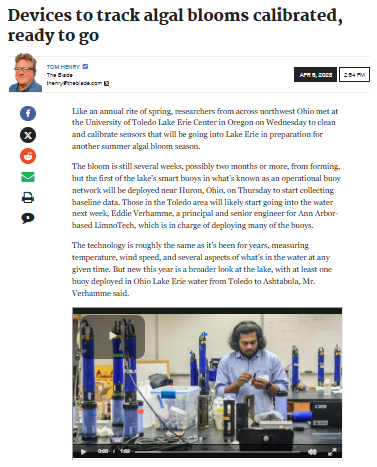 Devices to track algal blooms calibrated,
ready to go
TOM HENRY
The Blade
thenry@theblade.com
APR 5, 2025
2:54 PM
Like an annual rite of spring, researchers from across northwest Ohio met at
the University of Toledo Lake Erie Center in Oregon on Wednesday to clean
and calibrate sensors that will be going into Lake Erie in preparation for
another summer algal bloom season.
The bloom is still several weeks, possibly two months or more, from forming,
but the first of the lake's smart buoys in what's known as an operational buoy
network will be deployed near Huron, Ohio, on Thursday to start collecting
baseline data. Those in the Toledo area will likely start going into the water
next week, Eddie Verhamme, a principal and senior engineer for Ann Arbor-
based LimnoTech, which is in charge of deploying many of the buoys.
The technology is roughly the same as it's been for years, measuring
temperature, wind speed, and several aspects of what's in the water at any
given time. But new this year is a broader look at the lake, with at least one
buoy deployed in Ohio Lake Erie water from Toledo to Ashtabula, Mr.
Verhamme said.
0:00 / 1:02